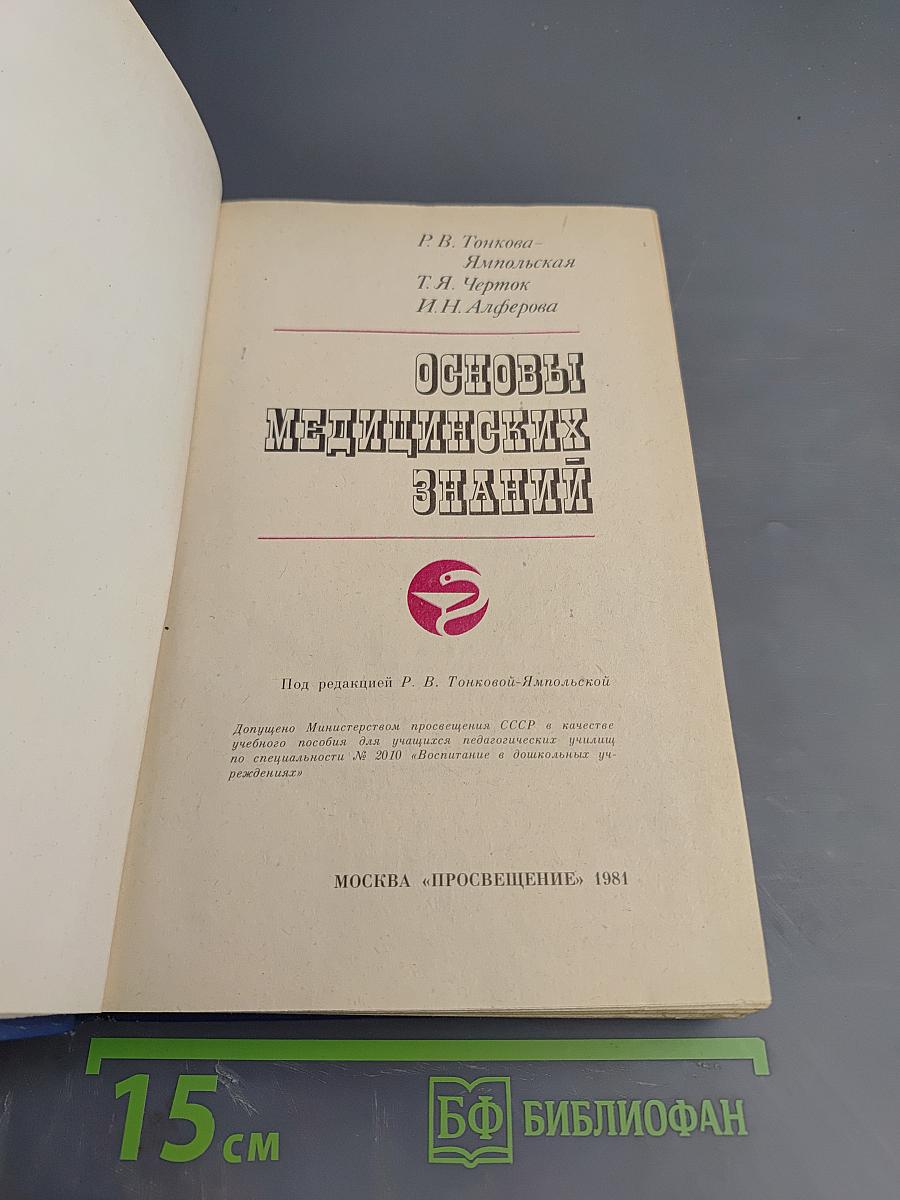 Р. В. Тонкова-
Ямпольская
Т. Я. Черток
И. Н. Алферова
ОСНОВЫ
МЕДИЦИНСКИХ
ЗНАНИЙ
Под редакцией Р. В. Тонковой-Ямпольской
Допущено Министерством просвещения СССР в качестве
учебного пособия для учащихся педагогических училищ
по специальности № 2010 «Воспитание в дошкольных уч-
реждениях»
МОСКВА «ПРОСВЕЩЕНИЕ» 1981
15 см
БФ БИБЛИОФАН